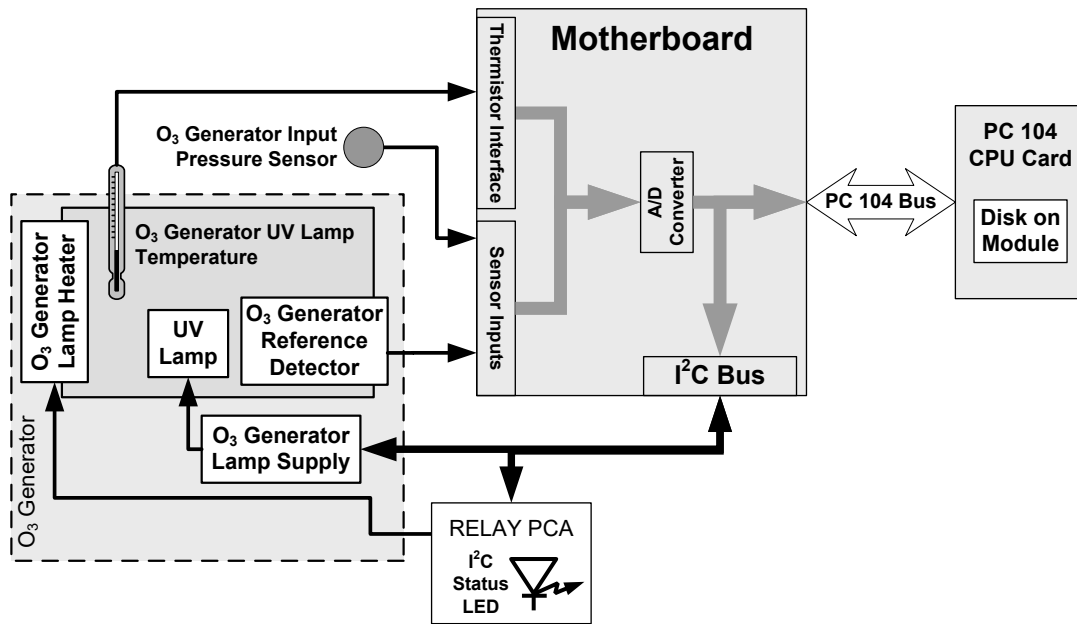 Motherboard
Thermistor Interface
Sensor Inputs
A/D
Converter
I²C Bus
PC 104 Bus
PC 104
CPU Card
Disk on
Module
O₃ Generator Input
Pressure Sensor
O₃ Generator UV Lamp
Temperature
O₃ Generator
Lamp Heater
UV
Lamp
O₃ Generator
Reference
Detector
O₃ Generator
Lamp Supply
O₃ Generator
RELAY PCA
I²C
Status
LED